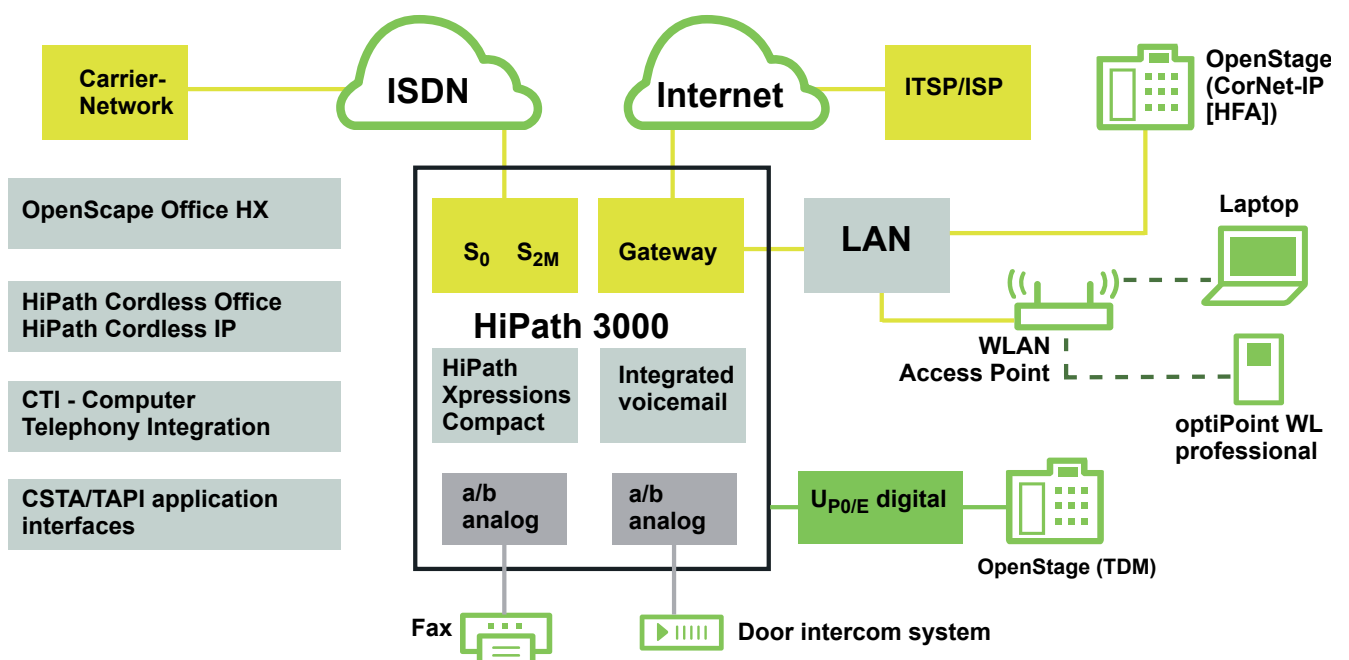 Carrier-
Network
ISDN
Internet
ITSP/ISP
OpenStage
(CorNet-IP
[HFA])
OpenScape Office HX
HiPath Cordless Office
HiPath Cordless IP
CTI - Computer
Telephony Integration
CSTA/TAPI application
interfaces
S0 S2M
Gateway
HiPath 3000
HiPath
Xpressions
Compact
Integrated
voicemail
a/b
analog
a/b
analog
LAN
Laptop
WLAN
Access Point
optiPoint WL
professional
UP0/E digital
OpenStage (TDM)
Fax
Door intercom system